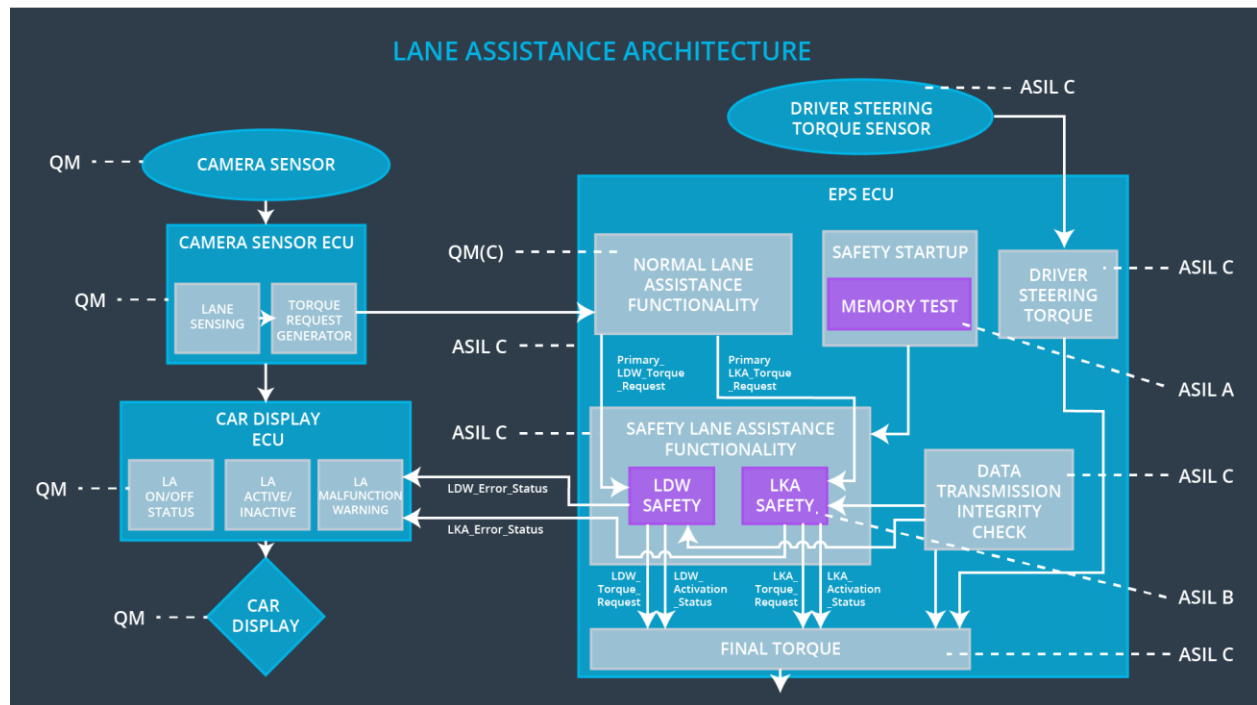 LANE ASSISTANCE ARCHITECTURE
ASIL C
DRIVER STEERING
TORQUE SENSOR
QM
CAMERA SENSOR
EPS ECU
CAMERA SENSOR ECU
LANE
SENSING
TORQUE
REQUEST
GENERATOR
QM
QM(C)
NORMAL LANE
ASSISTANCE
FUNCTIONALITY
SAFETY STARTUP
MEMORY TEST
DRIVER
STEERING
TORQUE
ASIL C
ASIL C
Primary_
LDW_Torque
_Request
Primary
LKA_Torque
_Request
ASIL A
CAR DISPLAY
ECU
LA
ON/OFF
STATUS
LA
ACTIVE/
INACTIVE
LA
MALFUNCTION
WARNING
QM
ASIL C
SAFETY LANE ASSISTANCE
FUNCTIONALITY
LDW
SAFETY
LKA
SAFETY
DATA
TRANSMISSION
INTEGRITY
CHECK
ASIL C
LDW_Error_Status
LKA_Error_Status
LDW_
Torque_
Request
LDW_
Activation
_Status
LKA_
Torque_
Request
LKA_
Activation
_Status
ASIL B
QM
CAR
DISPLAY
FINAL TORQUE
ASIL C